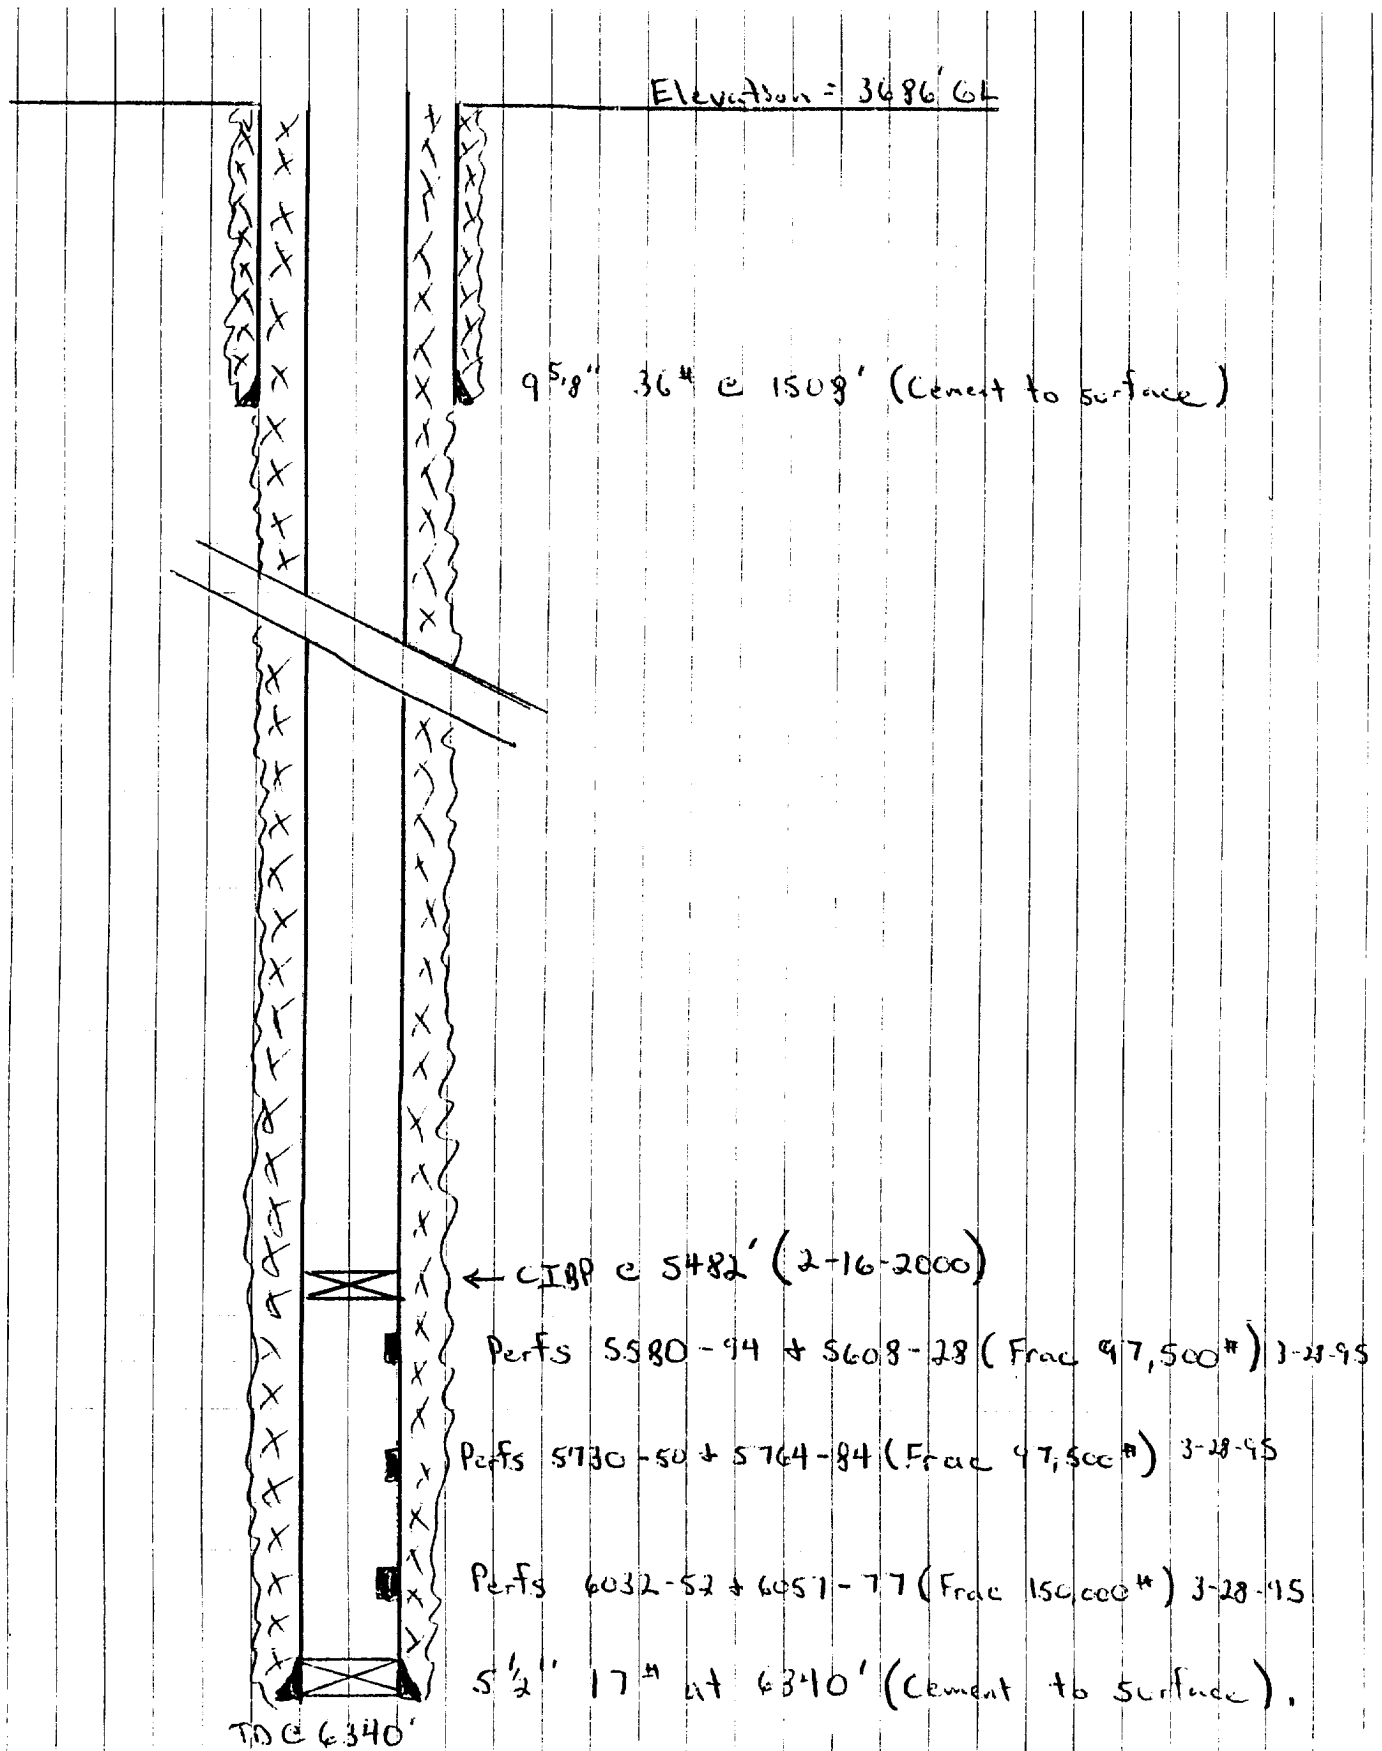 Elevation = 3686' GL
9 5/8" 36# @ 1508' (Cement to surface)
← CIBP @ 5482' (2-16-2000)
Perfs 5580-94 + 5608-28 (Frac 97,500#) 3-28-95
Perfs 5730-50 + 5764-84 (Frac 97,500#) 3-28-95
Perfs 6032-52 + 6057-77 (Frac 150,000#) 3-28-95
5 1/2" 17# at 6340' (Cement to surface).
TD @ 6340'